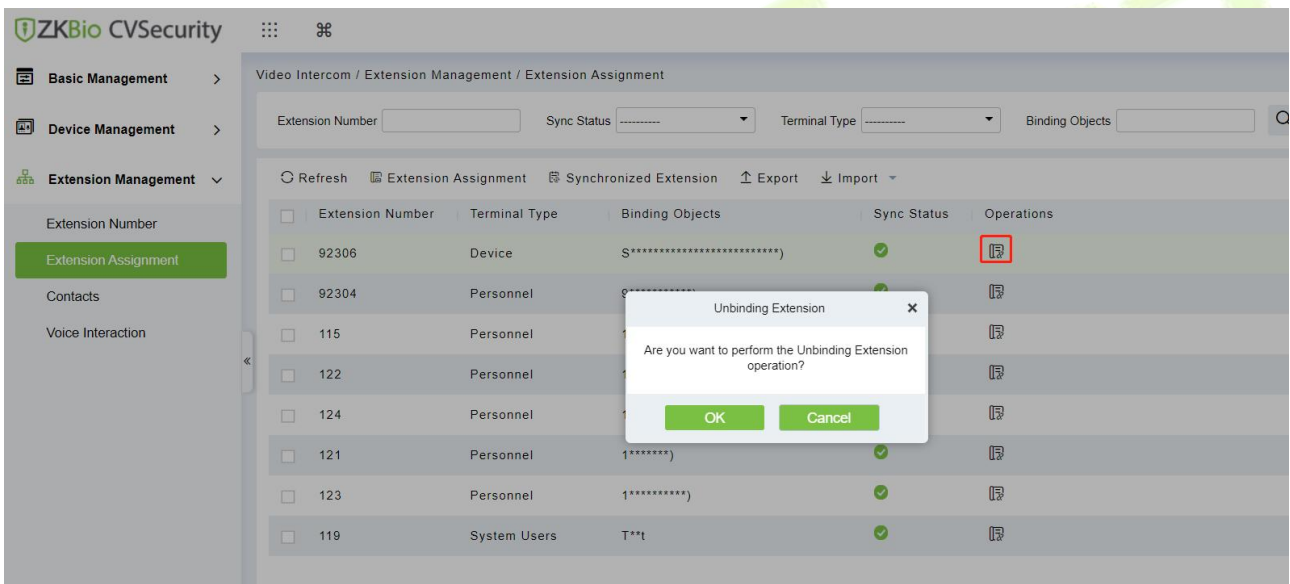 ZKBio CVSecurity
Basic Management
Device Management
Extension Management
Extension Number
Extension Assignment
Contacts
Voice Interaction
Video Intercom / Extension Management / Extension Assignment
Extension Number Sync Status ---------- Terminal Type ---------- Binding Objects
Refresh Extension Assignment Synchronized Extension Export Import
Extension Number Terminal Type Binding Objects Sync Status Operations
92306 Device S**************************)
92304 Personnel
115 Personnel
122 Personnel
124 Personnel
121 Personnel 1*******)
123 Personnel 1**********)
119 System Users T**t
Unbinding Extension
Are you want to perform the Unbinding Extension
operation?
OK Cancel